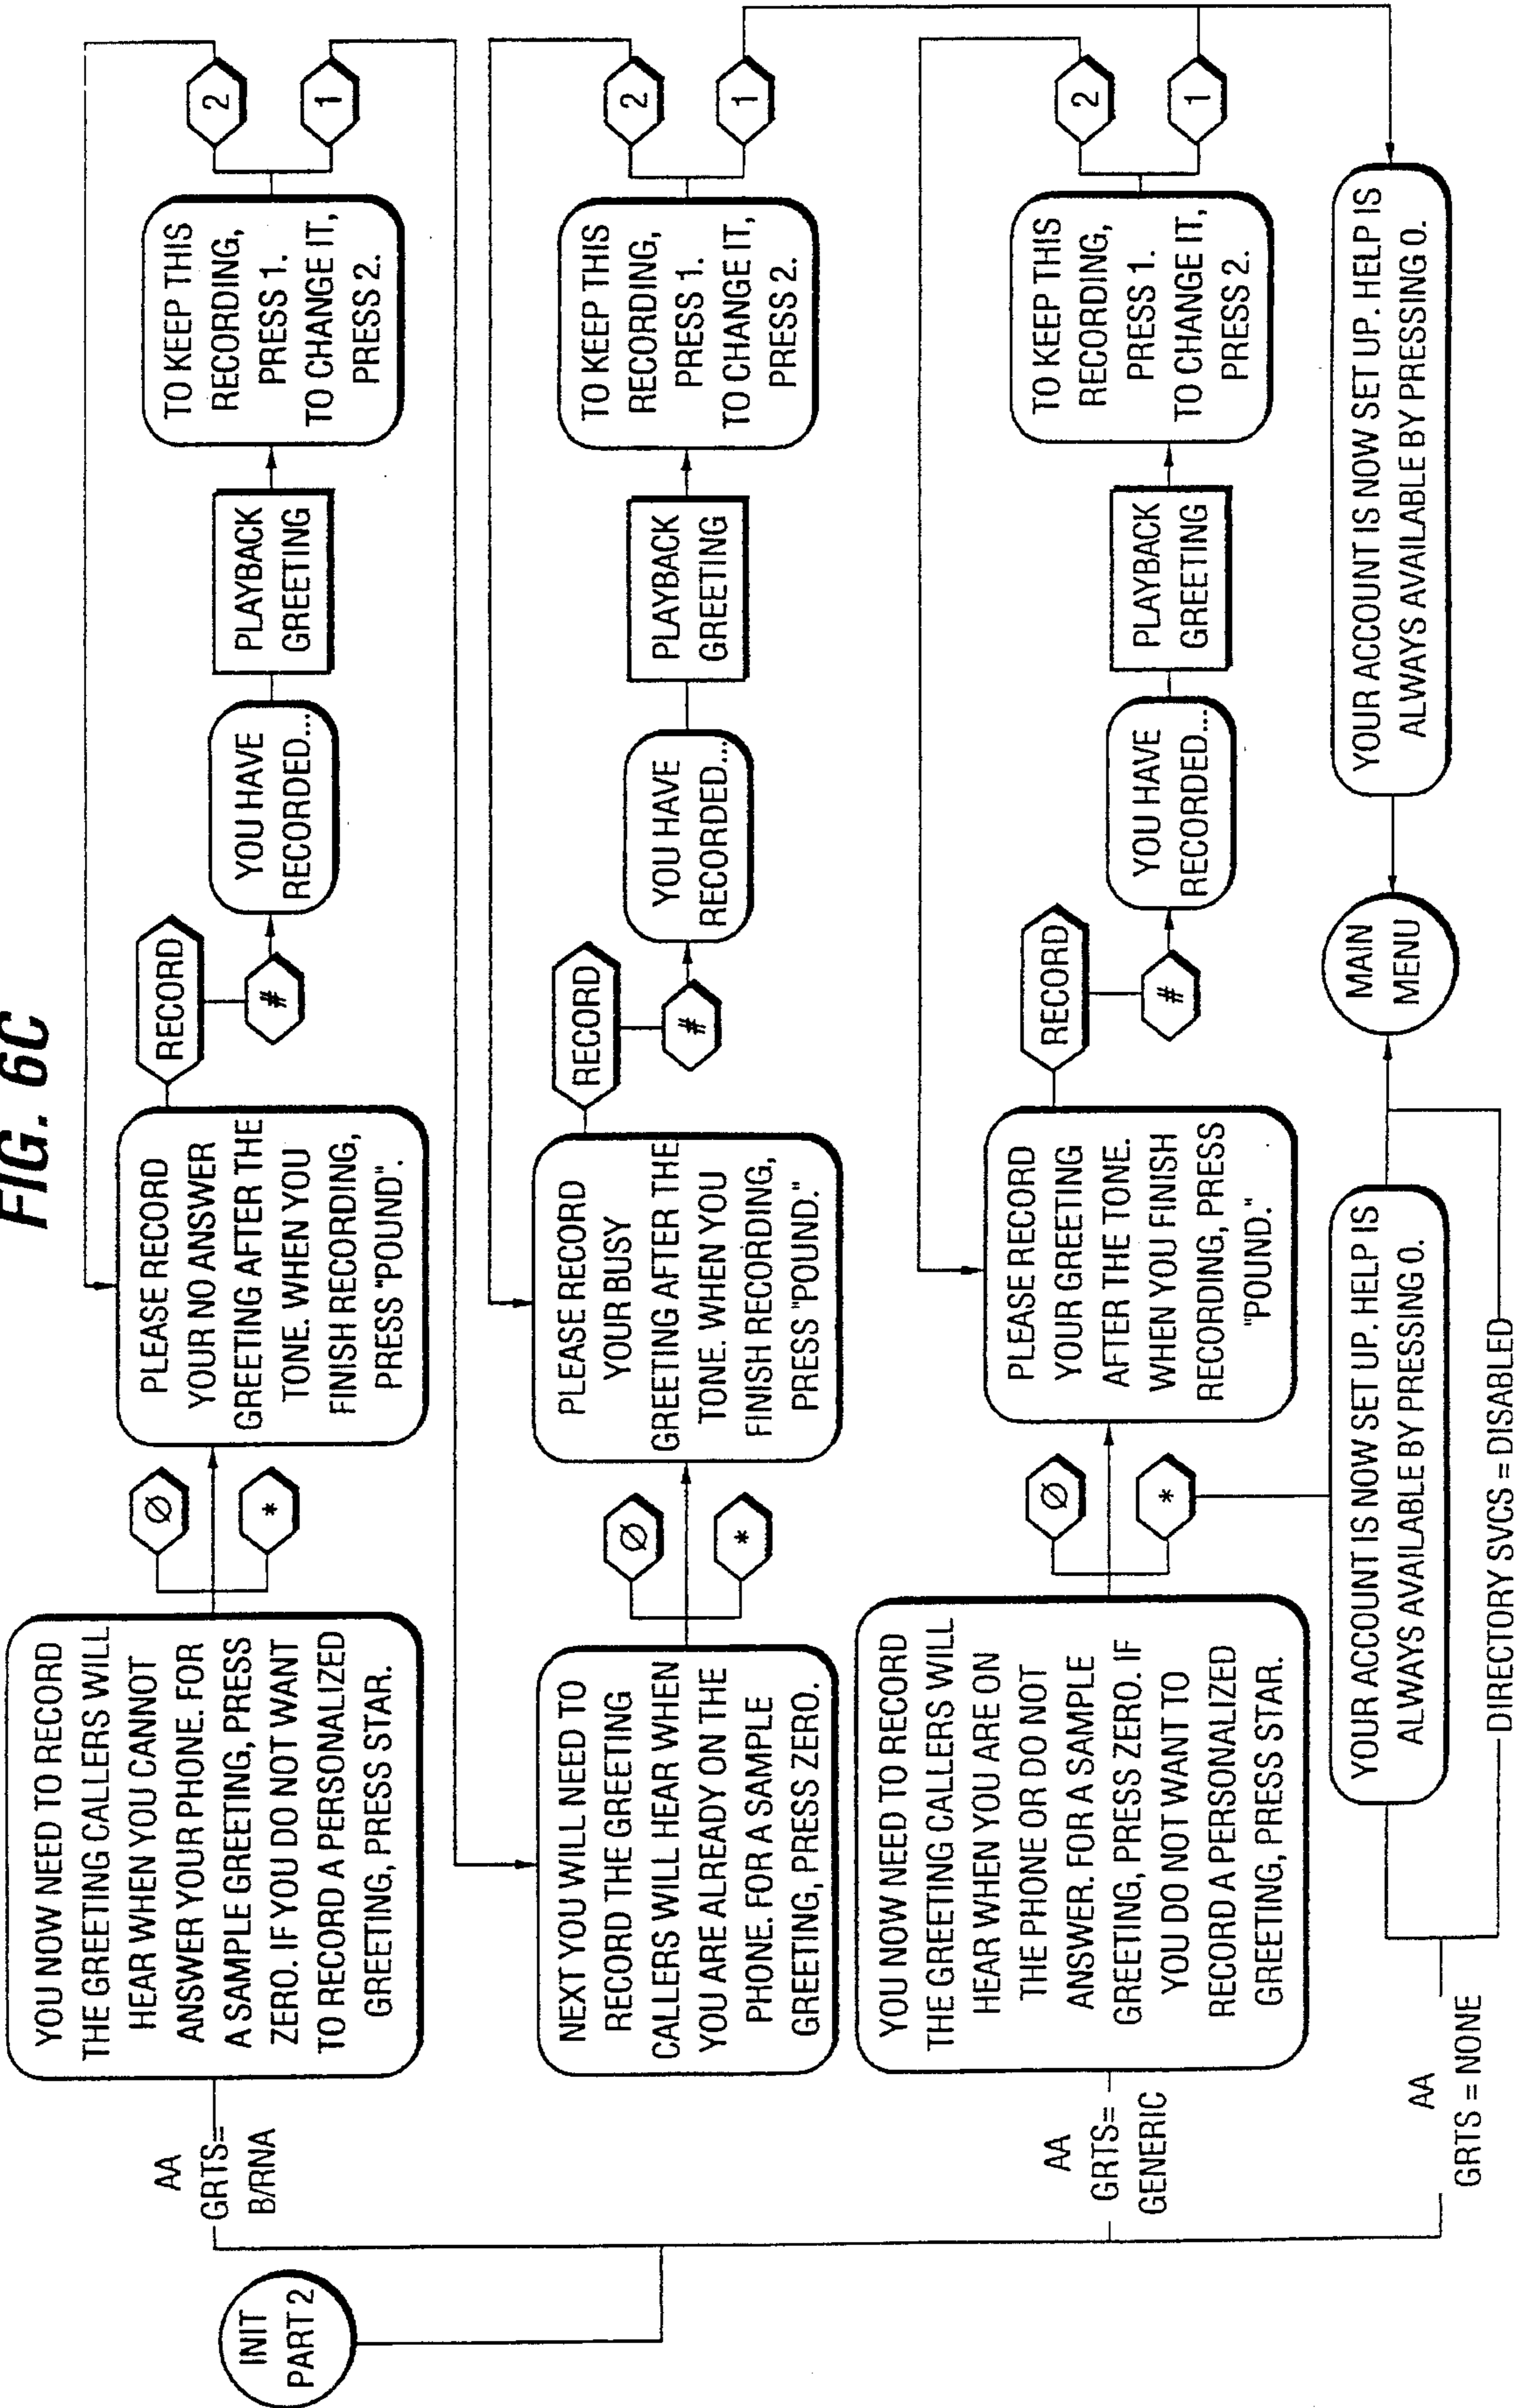 FIG. 6C
INIT
PART 2
AA
GRTS=
B/RNA
YOU NOW NEED TO RECORD
THE GREETING CALLERS WILL
HEAR WHEN YOU CANNOT
ANSWER YOUR PHONE. FOR
A SAMPLE GREETING, PRESS
ZERO. IF YOU DO NOT WANT
TO RECORD A PERSONALIZED
GREETING, PRESS STAR.
Ø
*
PLEASE RECORD
YOUR NO ANSWER
GREETING AFTER THE
TONE. WHEN YOU
FINISH RECORDING,
PRESS "POUND".
RECORD
#
YOU HAVE
RECORDED...
PLAYBACK
GREETING
TO KEEP THIS
RECORDING,
PRESS 1.
TO CHANGE IT,
PRESS 2.
2
1
NEXT YOU WILL NEED TO
RECORD THE GREETING
CALLERS WILL HEAR WHEN
YOU ARE ALREADY ON THE
PHONE. FOR A SAMPLE
GREETING, PRESS ZERO.
Ø
*
PLEASE RECORD
YOUR BUSY
GREETING AFTER THE
TONE. WHEN YOU
FINISH RECORDING,
PRESS "POUND."
RECORD
#
YOU HAVE
RECORDED...
PLAYBACK
GREETING
TO KEEP THIS
RECORDING,
PRESS 1.
TO CHANGE IT,
PRESS 2.
2
1
AA
GRTS=
GENERIC
YOU NOW NEED TO RECORD
THE GREETING CALLERS WILL
HEAR WHEN YOU ARE ON
THE PHONE OR DO NOT
ANSWER. FOR A SAMPLE
GREETING, PRESS ZERO. IF
YOU DO NOT WANT TO
RECORD A PERSONALIZED
GREETING, PRESS STAR.
Ø
*
PLEASE RECORD
YOUR GREETING
AFTER THE TONE.
WHEN YOU FINISH
RECORDING, PRESS
"POUND."
RECORD
#
YOU HAVE
RECORDED...
PLAYBACK
GREETING
TO KEEP THIS
RECORDING,
PRESS 1.
TO CHANGE IT,
PRESS 2.
2
1
AA
GRTS = NONE
YOUR ACCOUNT IS NOW SET UP. HELP IS
ALWAYS AVAILABLE BY PRESSING 0.
MAIN
MENU
YOUR ACCOUNT IS NOW SET UP. HELP IS
ALWAYS AVAILABLE BY PRESSING 0.
DIRECTORY SVCS = DISABLED